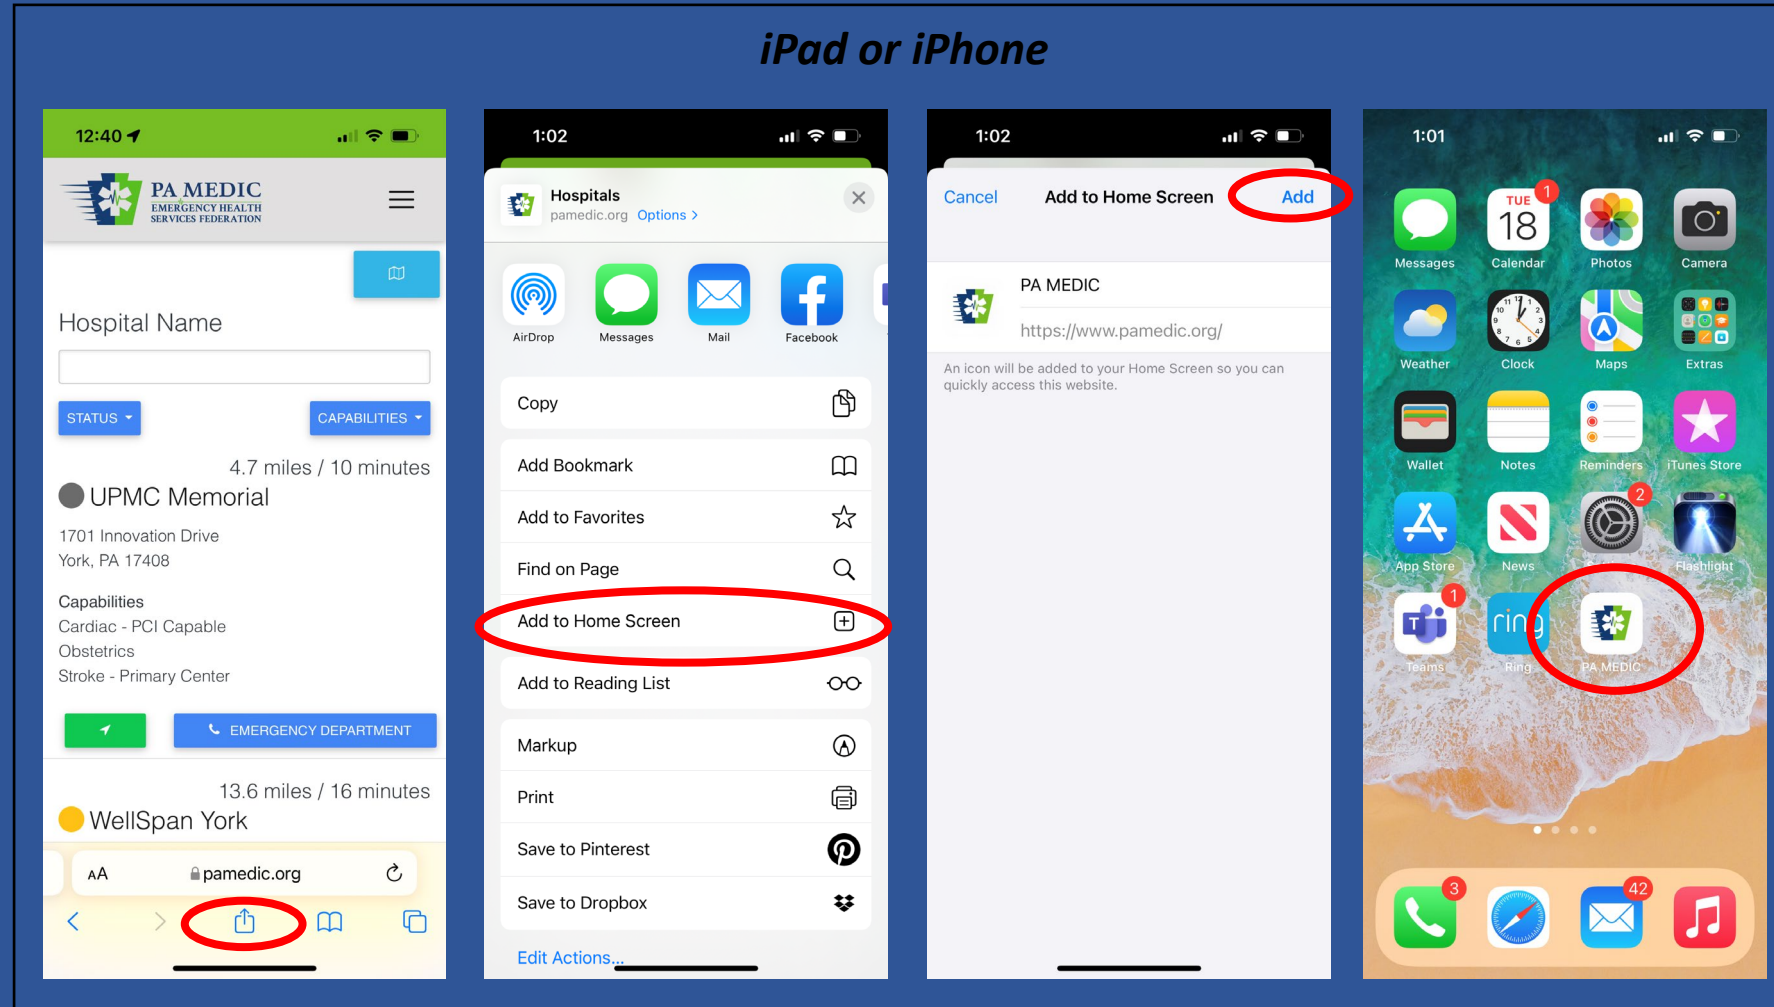 iPad or iPhone
12:40
PA MEDIC
EMERGENCY HEALTH
SERVICES FEDERATION
Hospital Name
STATUS
CAPABILITIES
4.7 miles / 10 minutes
UPMC Memorial
1701 Innovation Drive
York, PA 17408
Capabilities
Cardiac - PCI Capable
Obstetrics
Stroke - Primary Center
EMERGENCY DEPARTMENT
13.6 miles / 16 minutes
WellSpan York
AA
pamedic.org
1:02
Hospitals
pamedic.org Options >
AirDrop
Messages
Mail
Facebook
Copy
Add Bookmark
Add to Favorites
Find on Page
Add to Home Screen
Add to Reading List
Markup
Print
Save to Pinterest
Save to Dropbox
Edit Actions...
1:02
Cancel
Add to Home Screen
Add
PA MEDIC
https://www.pamedic.org/
An icon will be added to your Home Screen so you can
quickly access this website.
1:01
1
TUE
18
Messages
Calendar
Photos
Camera
Weather
Clock
Maps
Extras
Wallet
Notes
Reminders
iTunes Store
2
App Store
News
Flashlight
1
T
ring
Teams
Ring
PA MEDIC
3
42